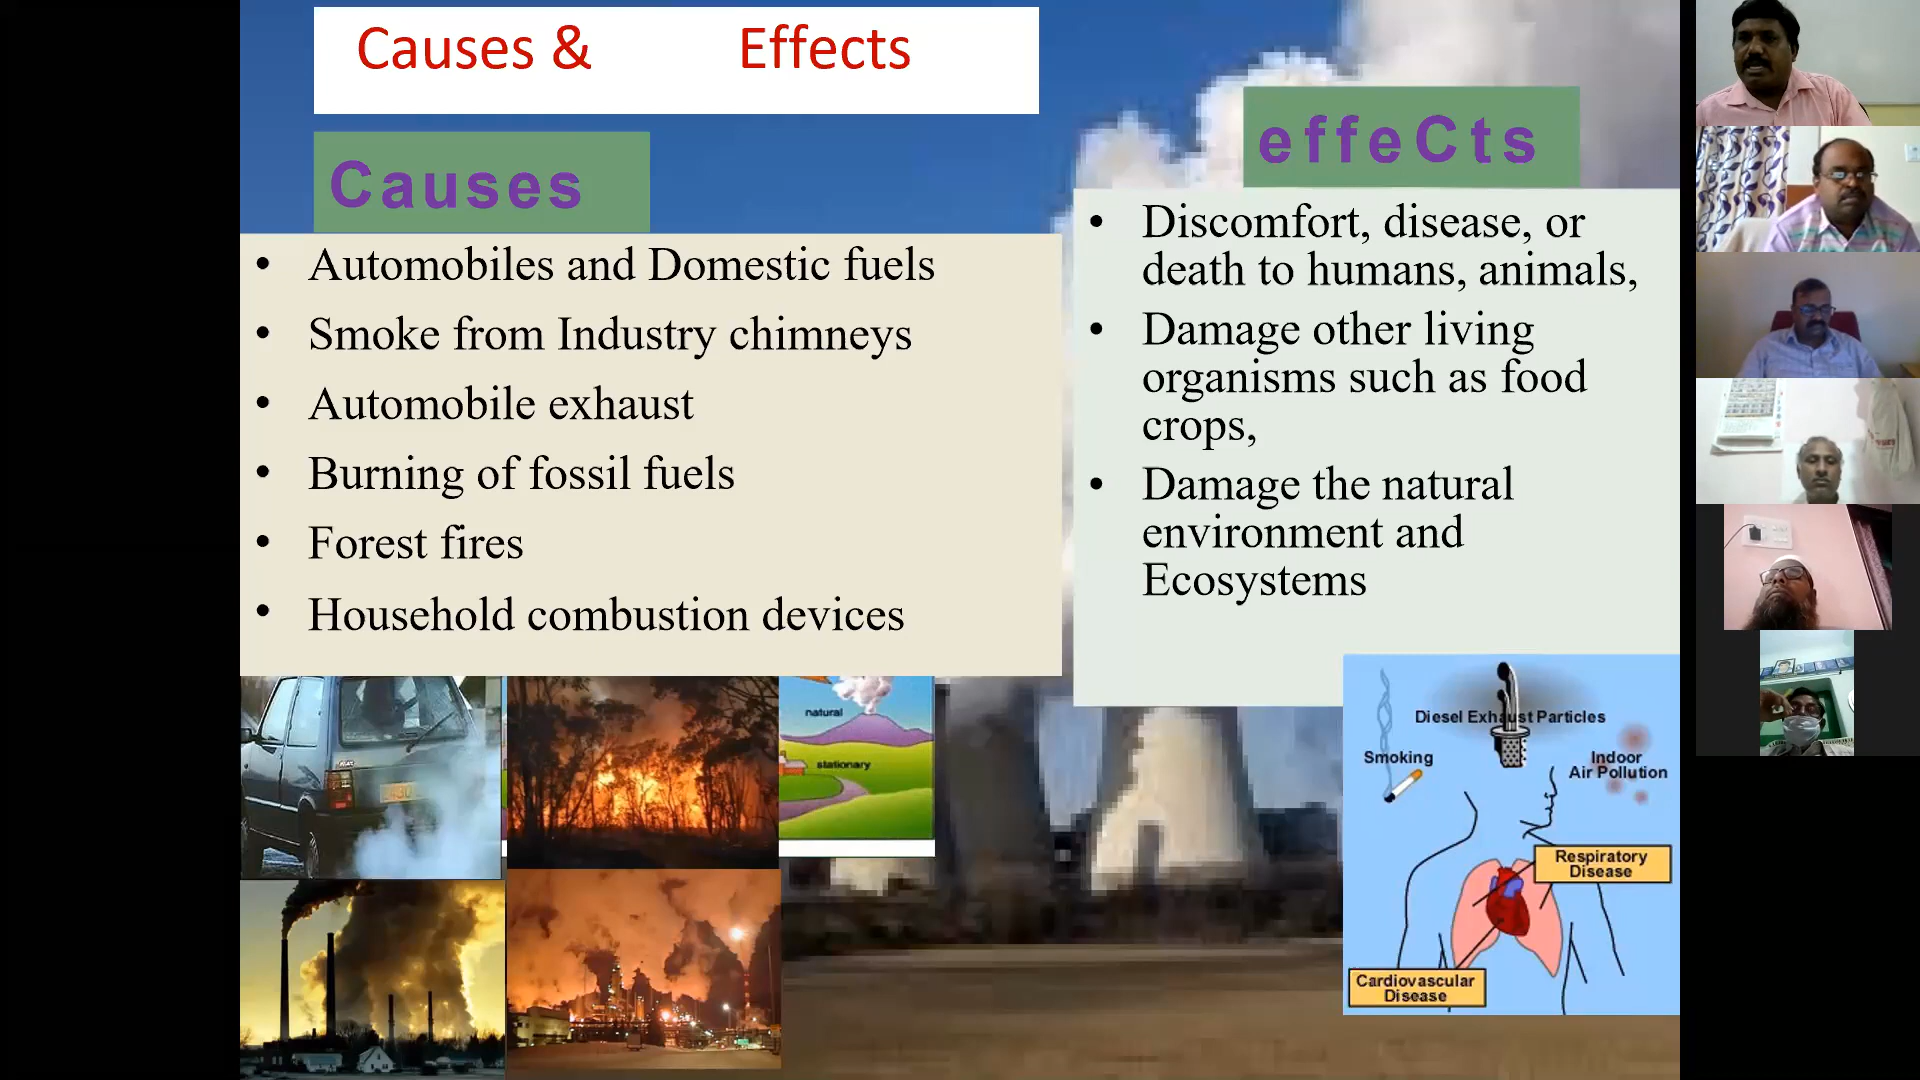 Causes & Effects
Causes
• Automobiles and Domestic fuels
• Smoke from Industry chimneys
• Automobile exhaust
• Burning of fossil fuels
• Forest fires
• Household combustion devices
effeCts
• Discomfort, disease, or
death to humans, animals,
• Damage other living
organisms such as food
crops,
• Damage the natural
environment and
Ecosystems
natural
stationary
Diesel Exhaust Particles
Smoking
Indoor
Air Pollution
Respiratory
Disease
Cardiovascular
Disease